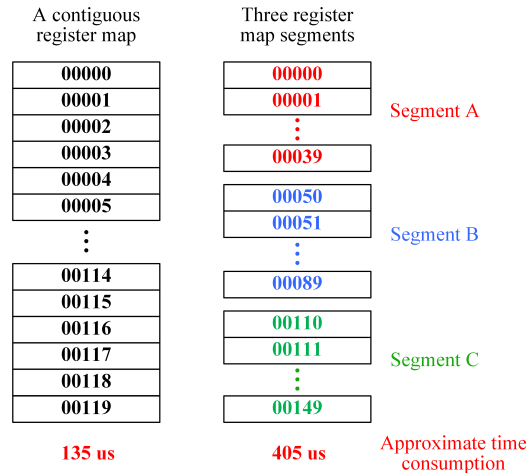 A contiguous
register map
00000
00001
00002
00003
00004
00005
00114
00115
00116
00117
00118
00119
135 us
Three register
map segments
00000
00001
00039
Segment A
00050
00051
00089
Segment B
00110
00111
00149
Segment C
405 us
Approximate time
consumption